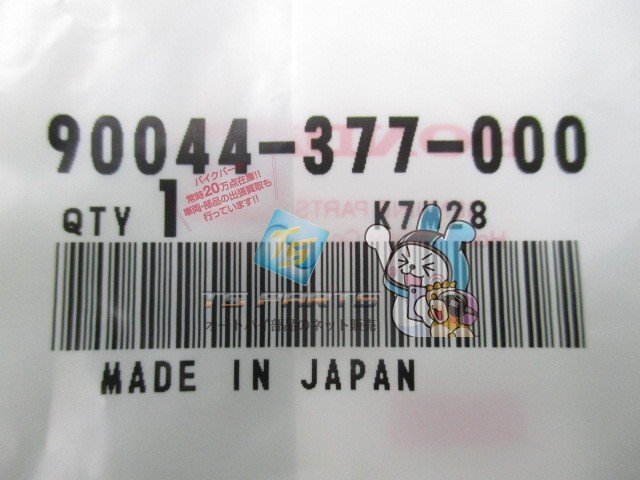 90044-377-000
バイクパー
常時20万点在庫!!
車両・部品の出張買取も
行っています!!
QTY 1
HONDA
PARTS
TS PARTS
オートバイ部品のネット販売
MADE IN JAPAN